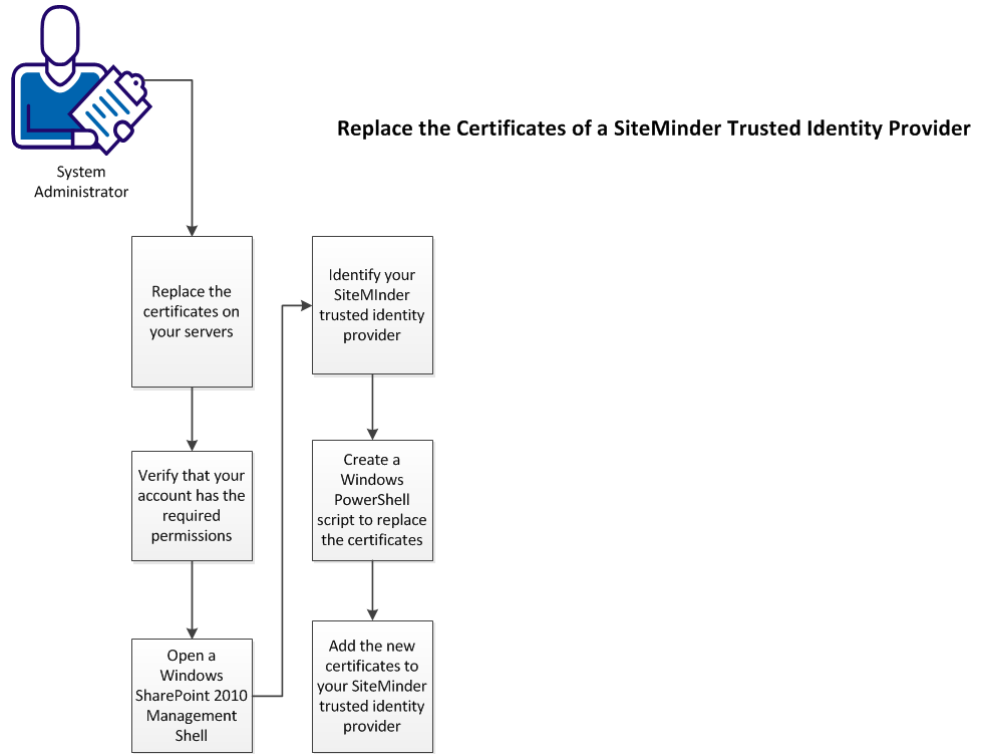 Replace the Certificates of a SiteMinder Trusted Identity Provider
System
Administrator
Replace the
certificates on
your servers
Verify that your
account has the
required
permissions
Open a
Windows
SharePoint 2010
Management
Shell
Identify your
SiteMInder
trusted identity
provider
Create a
Windows
PowerShell
script to replace
the certificates
Add the new
certificates to
your SiteMinder
trusted identity
provider